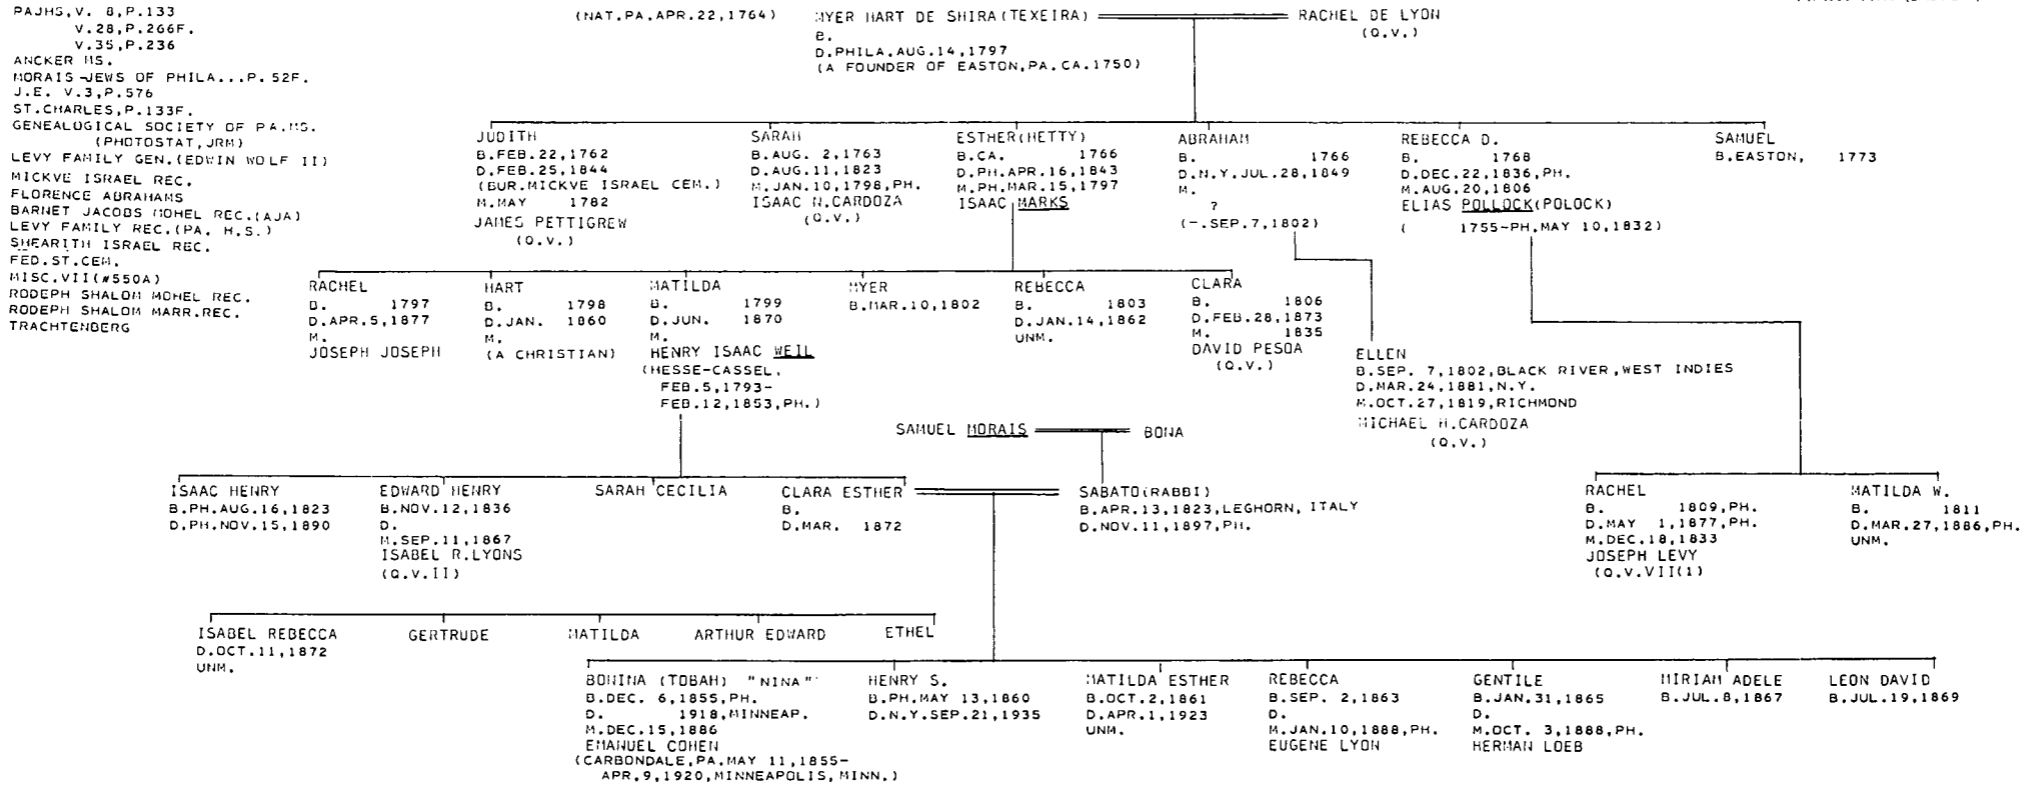 PAJHS,V. 8,P.133
V.28,P.266F.
V.35,P.236
ANCKER MS.
MORAIS-JEWS OF PHILA...P.52F.
J.E. V.3,P.576
ST.CHARLES,P.133F.
GENEALOGICAL SOCIETY OF PA.MS.
(PHOTOSTAT,JRM)
LEVY FAMILY GEN.(EDWIN WOLF II)
MICKVE ISRAEL REC.
FLORENCE ABRAHAMS
BARNET JACOBS MOHEL REC.(AJA)
LEVY FAMILY REC.(PA. H.S.)
SHEARITH ISRAEL REC.
FED.ST.CEM.
MISC.VII(#550A)
RODEPH SHALOM MOHEL REC.
RODEPH SHALOM MARR.REC.
TRACHTENBERG
(NAT.PA.APR.22,1764)
MYER HART DE SHIRA(TEXEIRA)
B.
D.PHILA.AUG.14,1797
(A FOUNDER OF EASTON,PA.CA.1750)
RACHEL DE LYON
(Q.V.)
JUDITH
B.FEB.22,1762
D.FEB.25,1844
(BUR.MICKVE ISRAEL CEM.)
M.MAY 1782
JAMES PETTIGREW
(Q.V.)
SARAH
B.AUG. 2,1763
D.AUG.11,1823
M.JAN.10,1798,PH.
ISAAC N.CARDOZA
(Q.V.)
ESTHER(HETTY)
B.CA. 1766
D.PH.APR.16,1843
M.PH.MAR.15,1797
ISAAC MARKS
ABRAHAM
B. 1766
D.N.Y.JUL.28,1849
M.
?
(-.SEP.7,1802)
REBECCA D.
B. 1768
D.DEC.22,1836,PH.
M.AUG.20,1806
ELIAS POLLOCK(POLOCK)
( 1755-PH.MAY 10,1832)
SAMUEL
B.EASTON, 1773
RACHEL
B. 1797
D.APR.5,1877
M.
JOSEPH JOSEPH
HART
B. 1798
D.JAN. 1860
M.
(A CHRISTIAN)
MATILDA
B. 1799
D.JUN. 1870
M.
HENRY ISAAC WEIL
(HESSE-CASSEL,
FEB.5,1793-
FEB.12,1853,PH.)
MYER
B.MAR.10,1802
REBECCA
B. 1803
D.JAN.14,1862
UNM.
CLARA
B. 1806
D.FEB.28,1873
M. 1835
DAVID PESOA
(Q.V.)
ELLEN
B.SEP. 7,1802,BLACK RIVER,WEST INDIES
D.MAR.24,1881,N.Y.
M.OCT.27,1819,RICHMOND
MICHAEL H.CARDOZA
(Q.V.)
SAMUEL MORAIS
BONA
ISAAC HENRY
B.PH.AUG.16,1823
D.PH.NOV.15,1890
EDWARD HENRY
B.NOV.12,1836
D.
M.SEP.11,1867
ISABEL R.LYONS
(Q.V.II)
SARAH CECILIA
CLARA ESTHER
B.
D.MAR. 1872
SABATO(RABBI)
B.APR.13,1823,LEGHORN, ITALY
D.NOV.11,1897,PH.
RACHEL
B. 1809,PH.
D.MAY 1,1877,PH.
M.DEC.18,1833
JOSEPH LEVY
(Q.V.VII(1)
MATILDA W.
B. 1811
D.MAR.27,1886,PH.
UNM.
ISABEL REBECCA
D.OCT.11,1872
UNM.
GERTRUDE
MATILDA
ARTHUR EDWARD
ETHEL
BONINA (TOBAH) "NINA"
B.DEC. 6,1855,PH.
D. 1918,MINNEAP.
M.DEC.15,1886
EMANUEL COHEN
(CARBONDALE,PA.MAY 11,1855-
APR.9,1920,MINNEAPOLIS,MINN.)
HENRY S.
B.PH.MAY 13,1860
D.N.Y.SEP.21,1935
MATILDA ESTHER
B.OCT.2,1861
D.APR.1,1923
UNM.
REBECCA
B.SEP. 2,1863
D.
M.JAN.10,1888,PH.
EUGENE LYON
GENTILE
B.JAN.31,1865
D.
M.OCT. 3,1888,PH.
HERMAN LOEB
MIRIAM ADELE
B.JUL.8,1867
LEON DAVID
B.JUL.19,1869